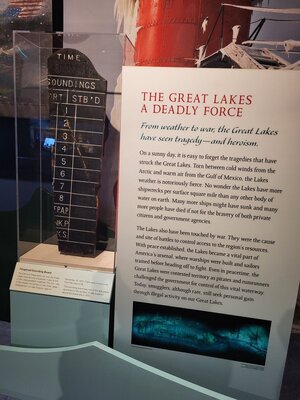 TIME
SOUNDINGS
PORT STB'D
1
2
3
4
5
6
7
8
THE GREAT LAKES
A DEADLY FORCE
From weather to war, the Great Lakes
have seen tragedy—and heroism.
On a sunny day, it is easy to forget the tragedies that have
struck the Great Lakes. Torn between cold winds from the
Arctic and warm air from the Gulf of Mexico, the Lakes
weather is notoriously fierce. No wonder the Lakes have more
shipwrecks per surface square mile than any other body of
water on earth. Many more ships might have sunk and many
more people have died if not for the bravery of both private
citizens and government agencies.
The Lakes also have been touched by war. They were the cause
and site of battles to control access to the region's resources.
With peace established, the Lakes became a vital part of
America's arsenal, where warships were built and sailors
trained before heading off to fight. Even in peacetime, the
Great Lakes were contested territory as pirates and rumrunners
challenged the government for control of this vital waterway.
Today, smugglers, although rare, still seek personal gain
through illegal activity on our Great Lakes.